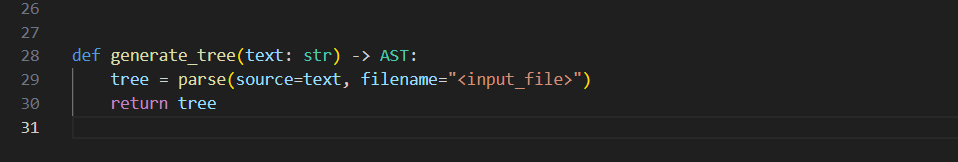 26
27
28 def generate_tree(text: str) -> AST:
29     tree = parse(source=text, filename="<input_file>")
30     return tree
31